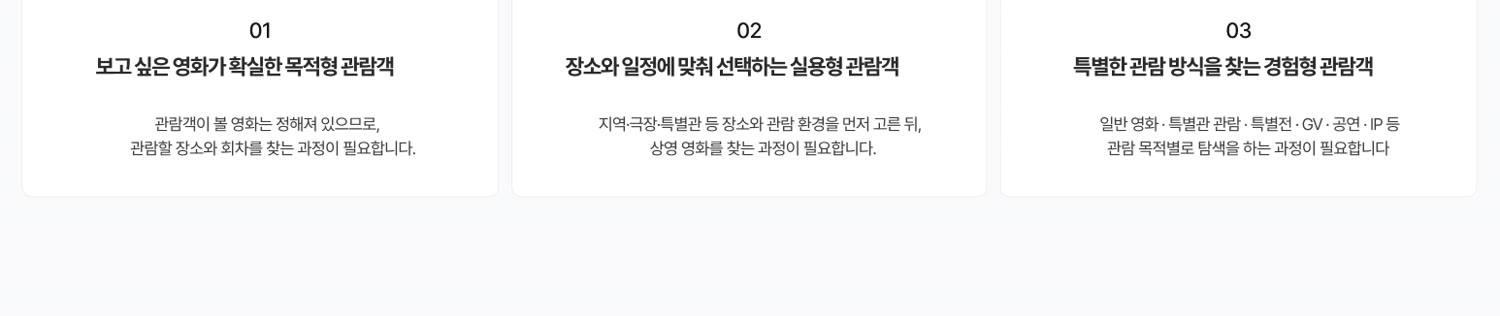 01
보고 싶은 영화가 확실한 목적형 관람객
관람객이 볼 영화는 정해져 있으므로,
관람할 장소와 회차를 찾는 과정이 필요합니다.
02
장소와 일정에 맞춰 선택하는 실용형 관람객
지역·극장·특별관 등 장소와 관람 환경을 먼저 고른 뒤,
상영 영화를 찾는 과정이 필요합니다.
03
특별한 관람 방식을 찾는 경험형 관람객
일반 영화 · 특별관 관람 · 특별전 · GV · 공연 · IP 등
관람 목적별로 탐색을 하는 과정이 필요합니다